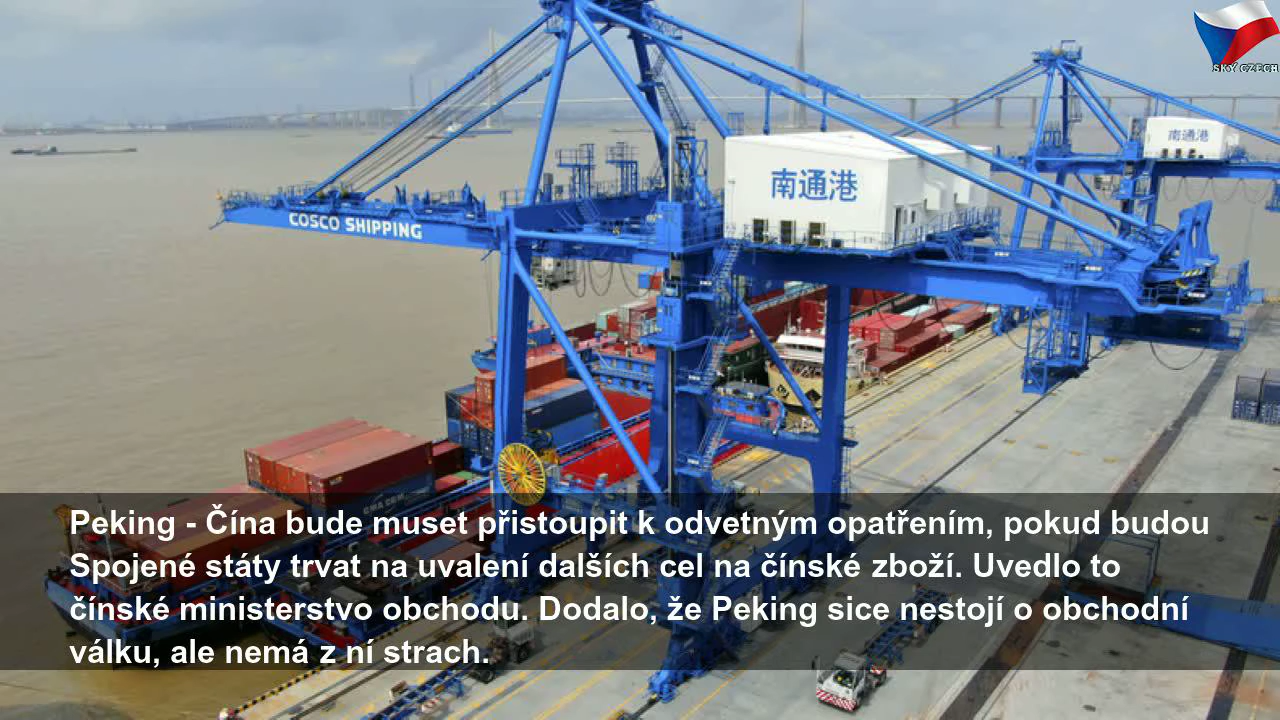 SKY CZECH
南通港
南通港
COSCO SHIPPING
CMA CGM
Peking - Čína bude muset přistoupit k odvetným opatřením, pokud budou
Spojené státy trvat na uvalení dalších cel na čínské zboží. Uvedlo to
čínské ministerstvo obchodu. Dodalo, že Peking sice nestojí o obchodní
válku, ale nemá z ní strach.